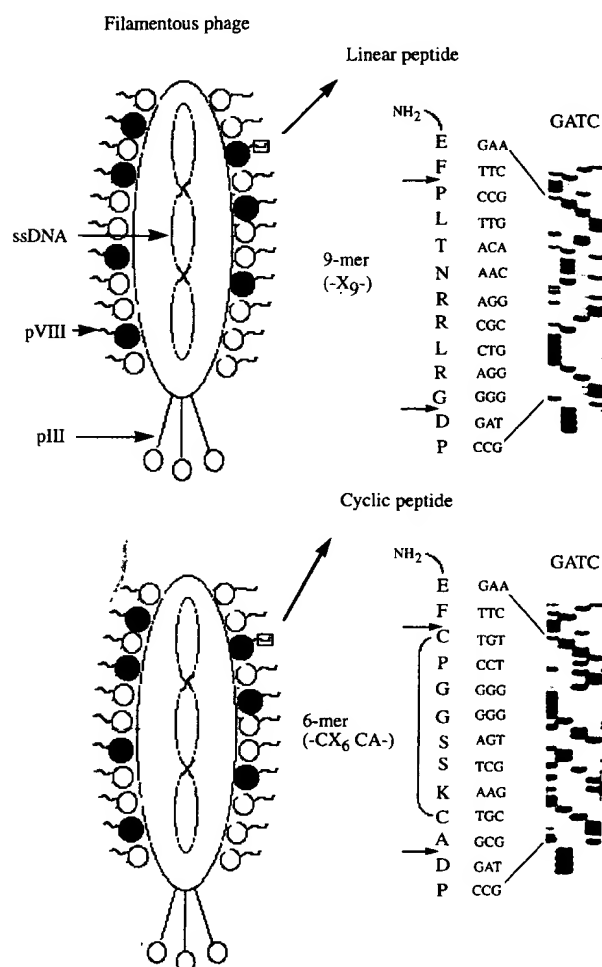 Filamentous phage
Linear peptide
NH2
GATC
E GAA
F TTC
P CCG
L TTG
ssDNA
T ACA
9-mer
(-X9-)
N AAC
R AGG
R CGC
pVIII
L CTG
R AGG
G GGG
D GAT
pIII
P CCG
Cyclic peptide
NH2
GATC
E GAA
F TTC
C TGT
P CCT
G GGG
G GGG
6-mer
(-CX6 CA-)
S AGT
S TCG
K AAG
C TGC
A GCG
D GAT
P CCG